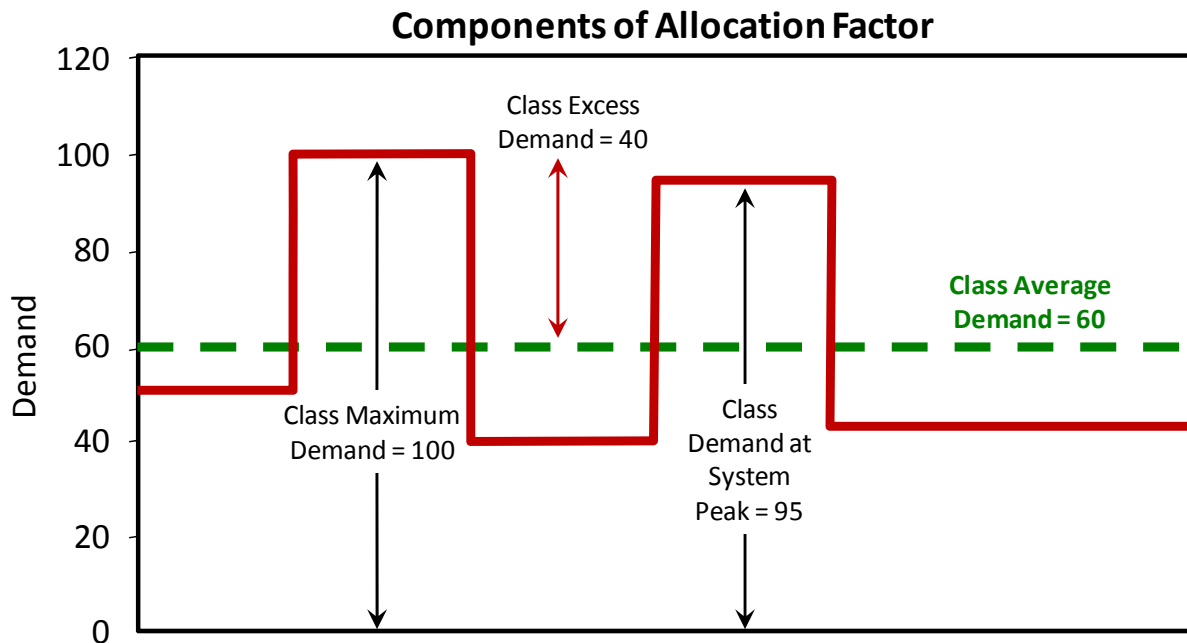 Components of Allocation Factor
120
100
80
60
40
20
0
Demand
Class Excess
Demand = 40
Class Average
Demand = 60
Class Maximum
Demand = 100
Class
Demand at
System
Peak = 95